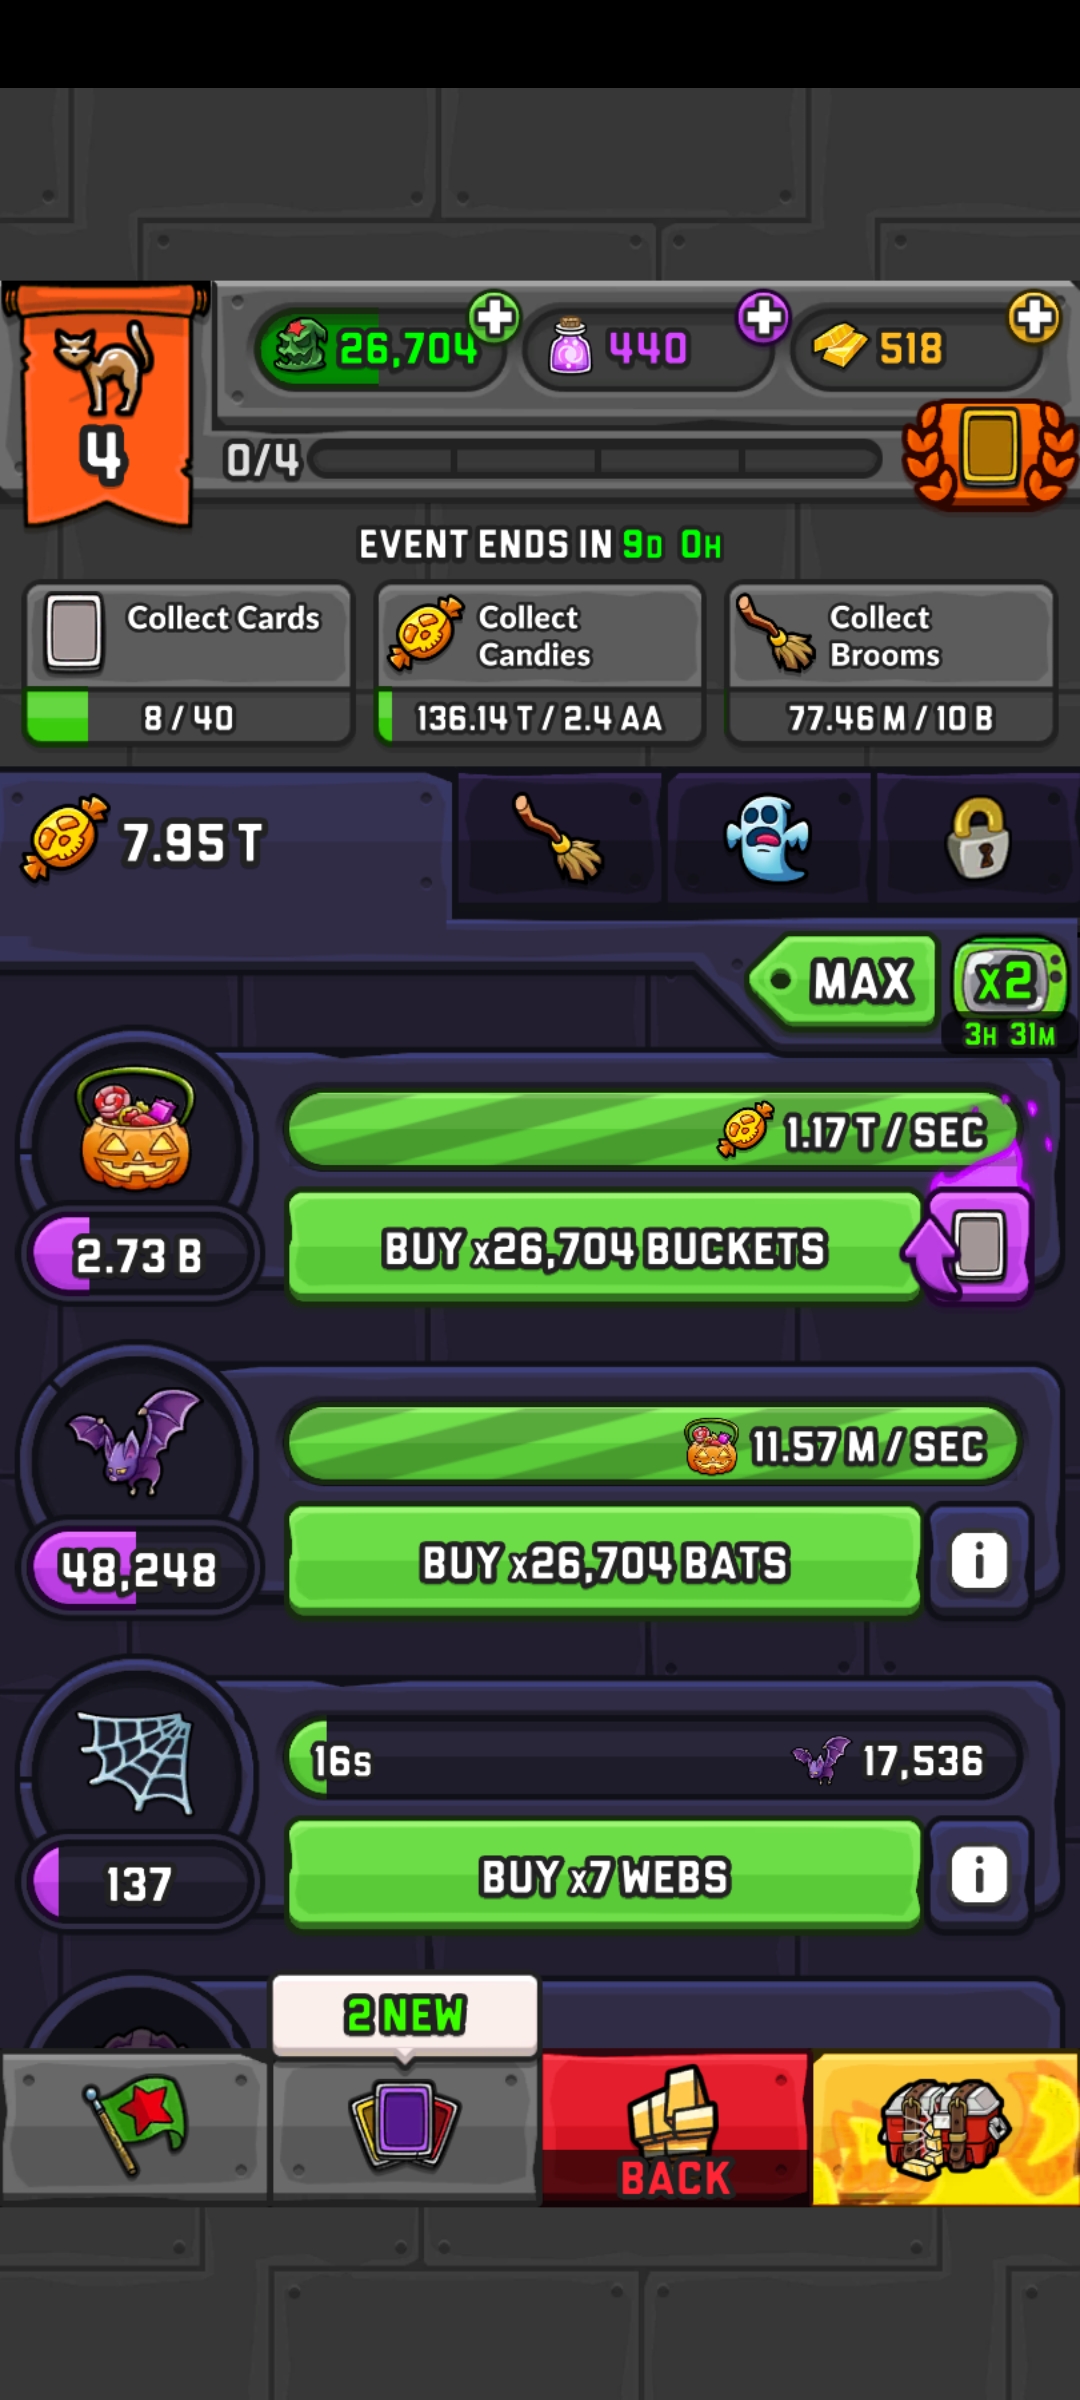 26,704
440
518
4
0/4
EVENT ENDS IN 9D 0H
Collect Cards
8 / 40
Collect
Candies
136.14 T / 2.4 AA
Collect
Brooms
77.46 M / 10 B
7.95 T
MAX
x2
3H 31M
1.17 T / SEC
2.73 B
BUY x26,704 BUCKETS
11.57 M / SEC
48,248
BUY x26,704 BATS
i
16s
17,536
137
BUY x7 WEBS
i
2 NEW
BACK